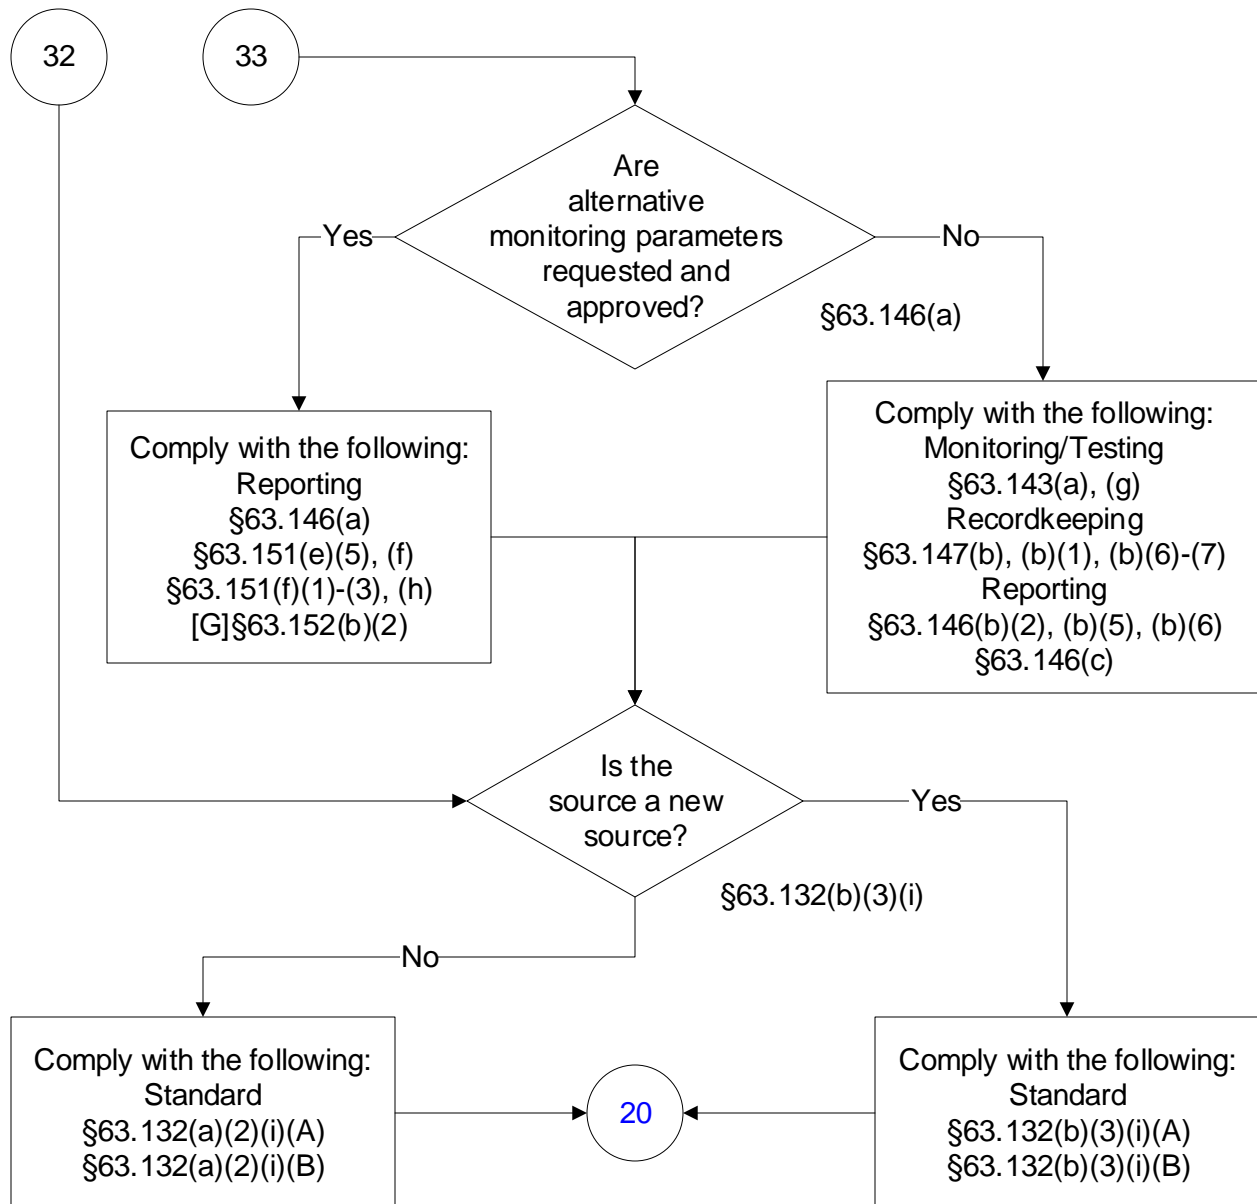 32
33
Are
alternative
monitoring parameters
requested and
approved?
Yes
No
§63.146(a)
Comply with the following:
Reporting
§63.146(a)
§63.151(e)(5), (f)
§63.151(f)(1)-(3), (h)
[G]§63.152(b)(2)
Comply with the following:
Monitoring/Testing
§63.143(a), (g)
Recordkeeping
§63.147(b), (b)(1), (b)(6)-(7)
Reporting
§63.146(b)(2), (b)(5), (b)(6)
§63.146(c)
Is the
source a new
source?
Yes
§63.132(b)(3)(i)
No
Comply with the following:
Standard
§63.132(a)(2)(i)(A)
§63.132(a)(2)(i)(B)
20
Comply with the following:
Standard
§63.132(b)(3)(i)(A)
§63.132(b)(3)(i)(B)